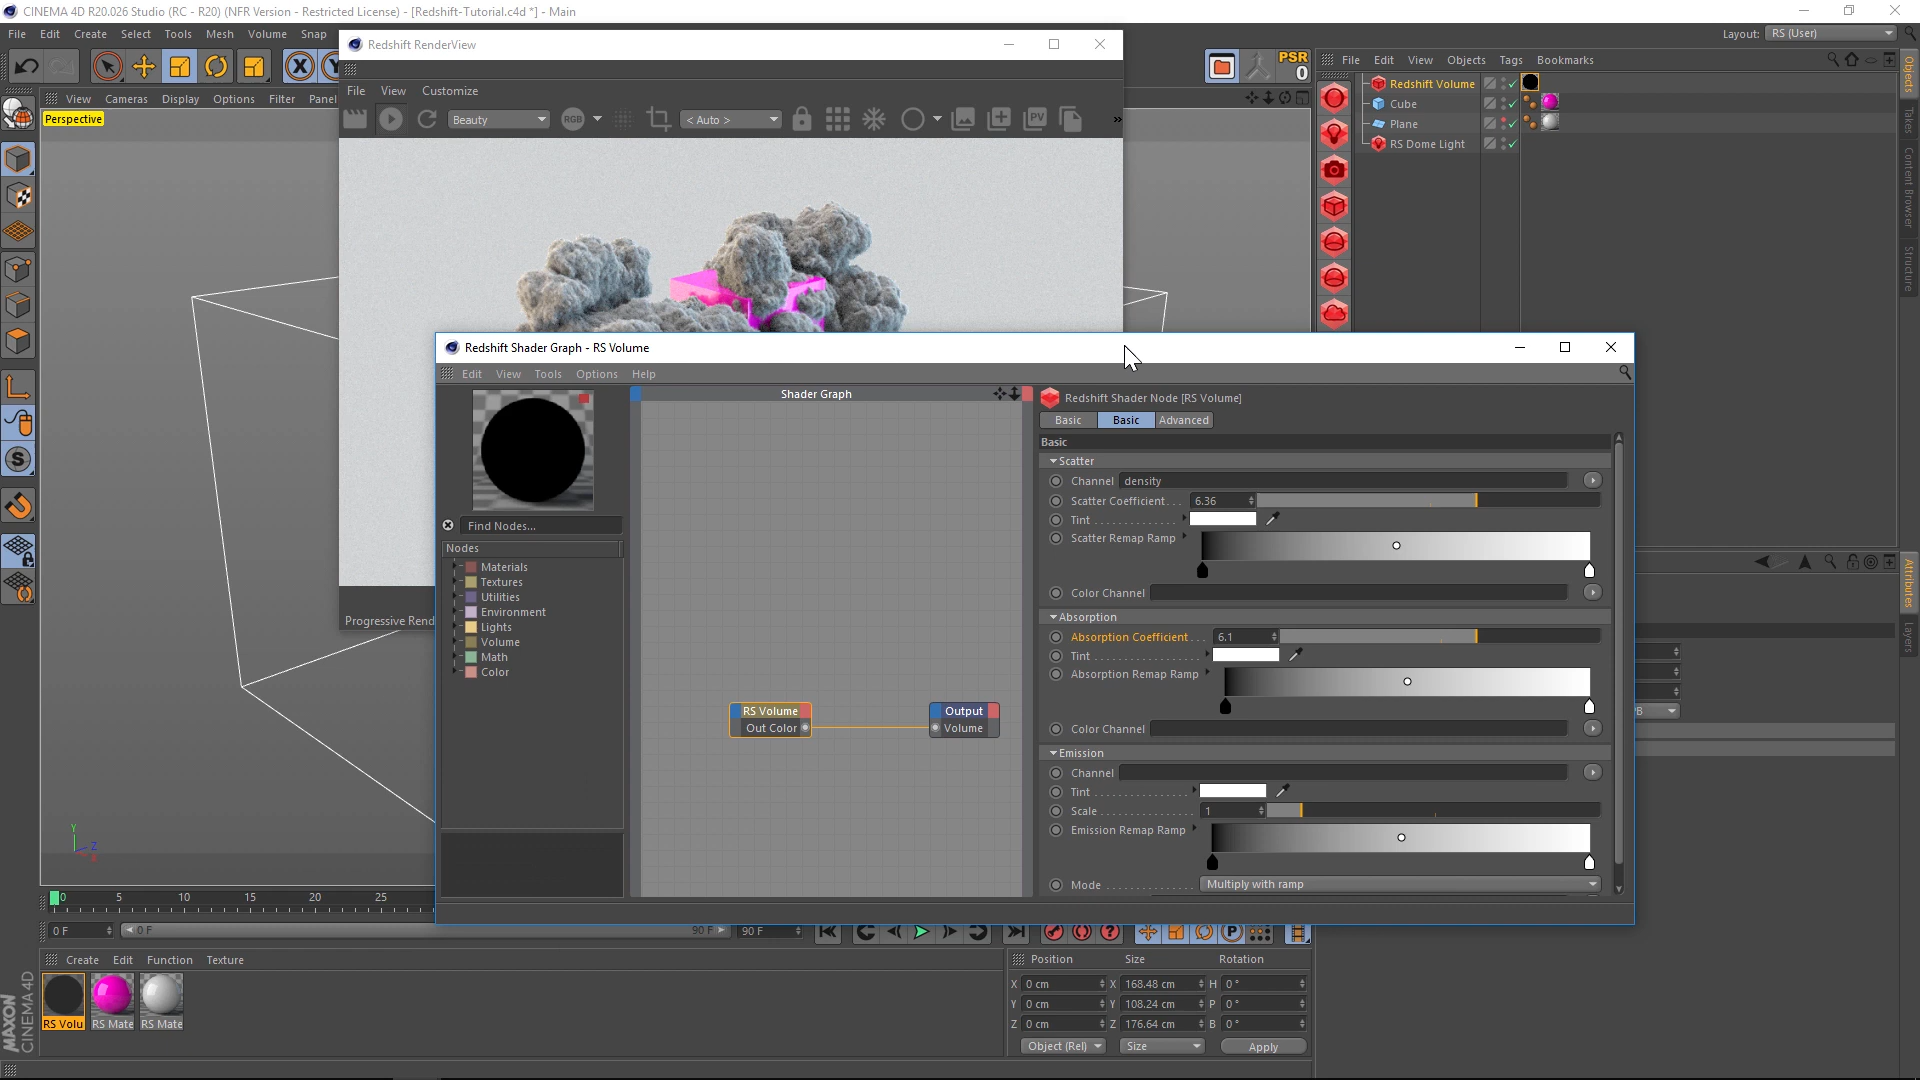 CINEMA 4D R20.026 Studio (RC - R20) (NFR Version - Restricted License) - [Redshift-Tutorial.c4d *] - Main
File Edit Create Select Tools Mesh Volume Snap
Layout: RS (User)
Redshift RenderView
File View Customize
Beauty
RGB
< Auto >
PV
»
PSR
0
File Edit View Objects Tags Bookmarks
Redshift Volume
Cube
Plane
RS Dome Light
Objects
Takes
Content Browser
Structure
Attributes
Layers
View Cameras Display Options Filter Panel
Perspective
Progressive Rend
Redshift Shader Graph - RS Volume
Edit View Tools Options Help
Shader Graph
Find Nodes...
Nodes
Materials
Textures
Utilities
Environment
Lights
Volume
Math
Color
RS Volume
Out Color
Output
Volume
Redshift Shader Node [RS Volume]
Basic Basic Advanced
Basic
Scatter
Channel density
Scatter Coefficient. . . 6.36
Tint
Scatter Remap Ramp
Color Channel
Absorption
Absorption Coefficient . . . 6.1
Tint
Absorption Remap Ramp
Color Channel
Emission
Channel
Tint
Scale 1
Emission Remap Ramp
Mode Multiply with ramp
Y
Z
X
0 5 10 15 20 25
0 F 0 F 90 F 90 F
Create Edit Function Texture
RS Volu RS Mate RS Mate
Position Size Rotation
X 0 cm X 168.48 cm H 0 °
Y 0 cm Y 108.24 cm P 0 °
Z 0 cm Z 176.64 cm B 0 °
Object (Rel) Size Apply
MAXON
CINEMA 4D